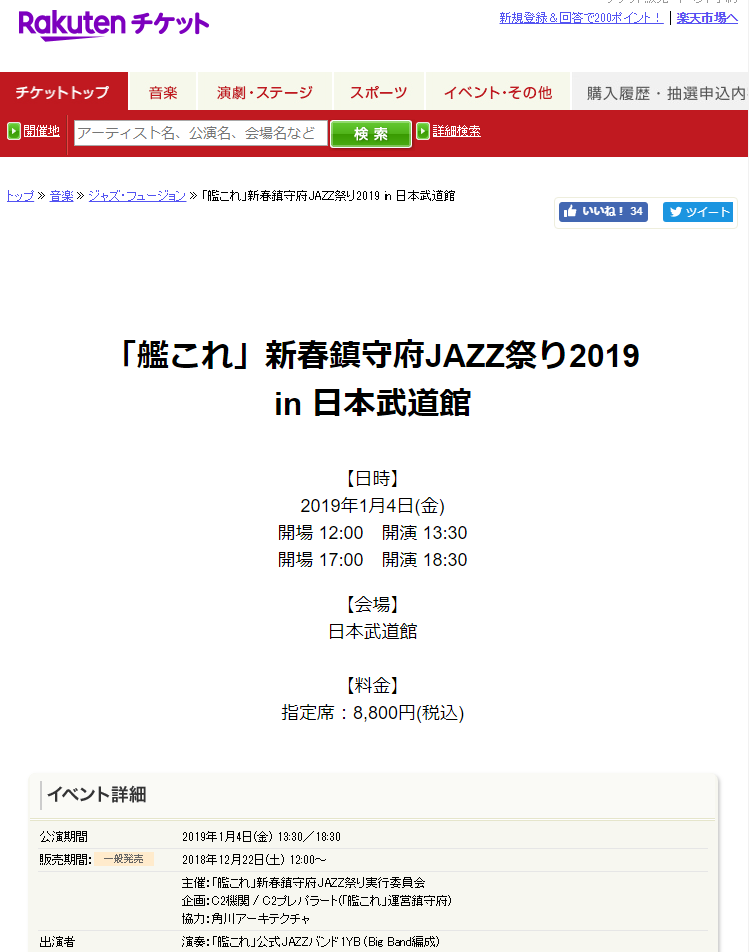 Rakuten チケット
新規登録＆回答で200ポイント！ | 楽天市場へ
チケットトップ 音楽 演劇・ステージ スポーツ イベント・その他 購入履歴・抽選申込内
開催地 アーティスト名、公演名、会場名など 検 索 詳細検索
トップ » 音楽 » ジャズ・フュージョン » 「艦これ」新春鎮守府JAZZ祭り2019 in 日本武道館
いいね！ 34 ツイート
「艦これ」新春鎮守府JAZZ祭り2019
in 日本武道館
【日時】
2019年1月4日(金)
開場 12:00　開演 13:30
開場 17:00　開演 18:30
【会場】
日本武道館
【料金】
指定席：8,800円(税込)
イベント詳細
公演期間 2019年1月4日(金) 13:30／18:30
販売期間: 一般発売 2018年12月22日(土) 12:00～
主催：「艦これ」新春鎮守府JAZZ祭り実行委員会
企画：C2機関 / C2プレパラート(「艦これ」運営鎮守府)
協力：角川アーキテクチャ
出演者 演奏：「艦これ」公式JAZZバンド1YB (Big Band編成)